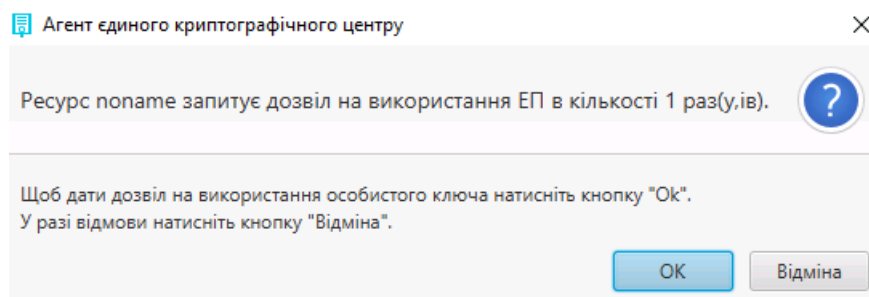 Агент єдиного криптографічного центру
Ресурс noname запитує дозвіл на використання ЕП в кількості 1 раз(у,ів).
Щоб дати дозвіл на використання особистого ключа натисніть кнопку "Ok".
У разі відмови натисніть кнопку "Відміна".
OK
Відміна